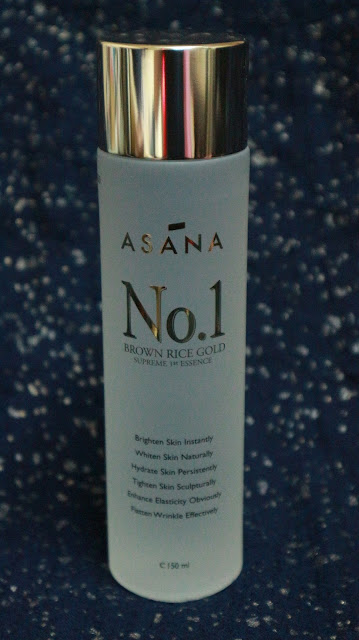 ASANA
No.1
BROWN RICE GOLD
SUPREME 1ST ESSENCE
Brighten Skin Instantly
Whiten Skin Naturally
Hydrate Skin Persistently
Tighten Skin Sculpturally
Enhance Elasticity Obviously
Flatten Wrinkle Effectively
℮ 150 ml